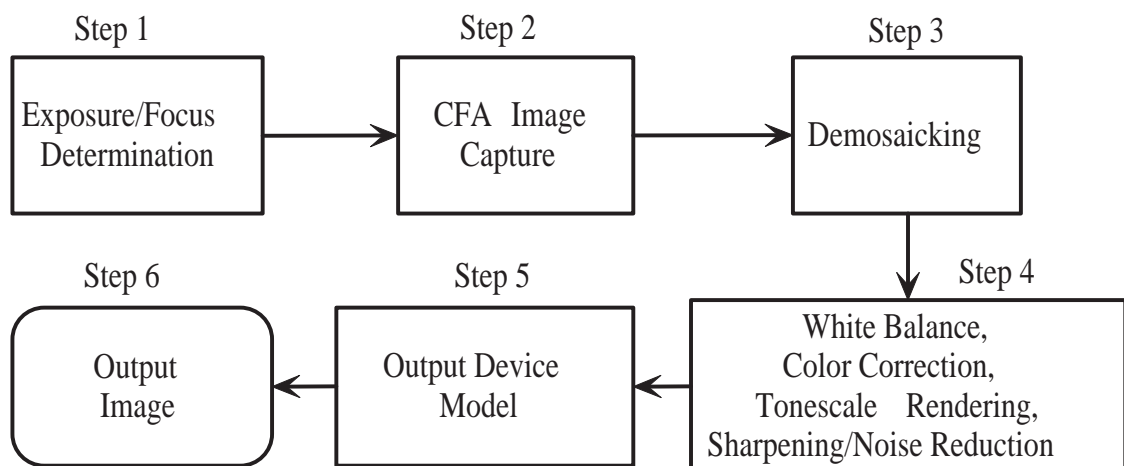 Step 1
Exposure/Focus
Determination
Step 2
CFA Image
Capture
Step 3
Demosaicking
Step 4
White Balance,
Color Correction,
Tonescale Rendering,
Sharpening/Noise Reduction
Step 5
Output Device
Model
Step 6
Output
Image